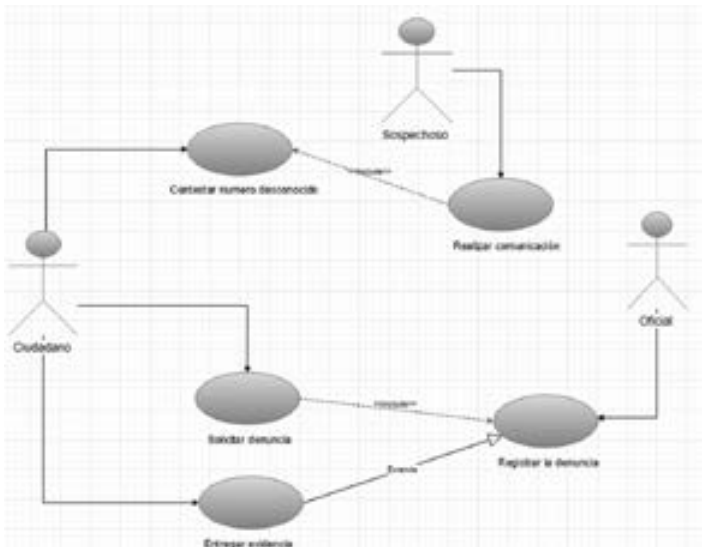 Sospechoso
Contestar numero desconocido
Realizar comunicación
Oficial
Ciudadano
Solicitar denuncia
Registrar la denuncia
Entregar evidencia